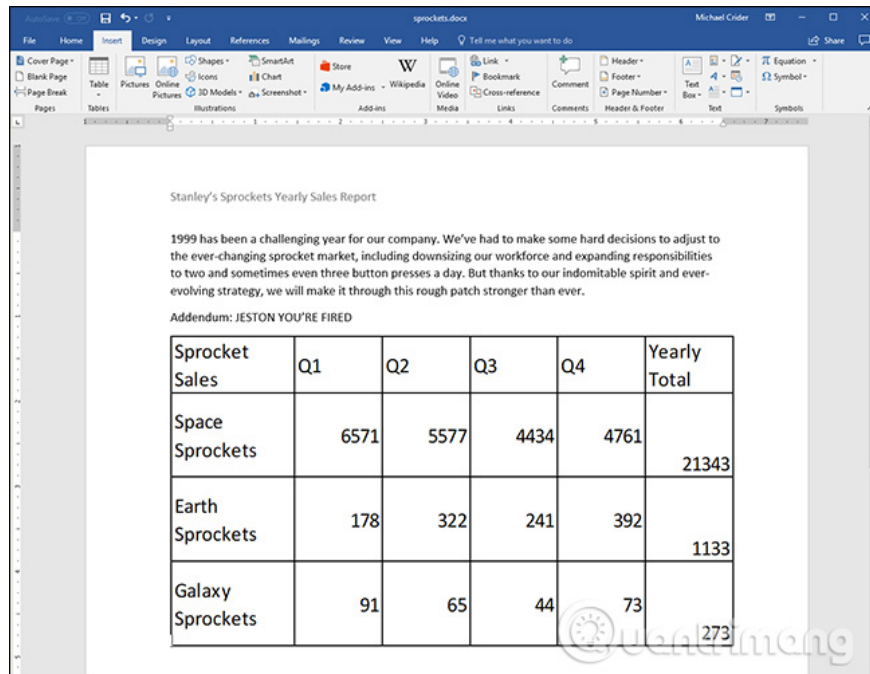 AutoSave Off sprockets.docx Michael Crider
File Home Insert Design Layout References Mailings Review View Help Tell me what you want to do Share
Cover Page
Blank Page
Page Break
Pages
Table
Tables
Pictures
Online Pictures
Shapes
Icons
3D Models
SmartArt
Chart
Screenshot
Illustrations
Store
My Add-ins
W
Wikipedia
Add-ins
Online Video
Media
Link
Bookmark
Cross-reference
Links
Comment
Comments
Header
Footer
Page Number
Header & Footer
Text Box
Text
π Equation
Ω Symbol
Symbols
1 2 3 4 5 6 7
Stanley's Sprockets Yearly Sales Report
1999 has been a challenging year for our company. We've had to make some hard decisions to adjust to
the ever-changing sprocket market, including downsizing our workforce and expanding responsibilities
to two and sometimes even three button presses a day. But thanks to our indomitable spirit and ever-
evolving strategy, we will make it through this rough patch stronger than ever.
Addendum: JESTON YOU'RE FIRED
Sprocket Sales Q1 Q2 Q3 Q4 Yearly Total
Space Sprockets 6571 5577 4434 4761 21343
Earth Sprockets 178 322 241 392 1133
Galaxy Sprockets 91 65 44 73 273
Quantrimang